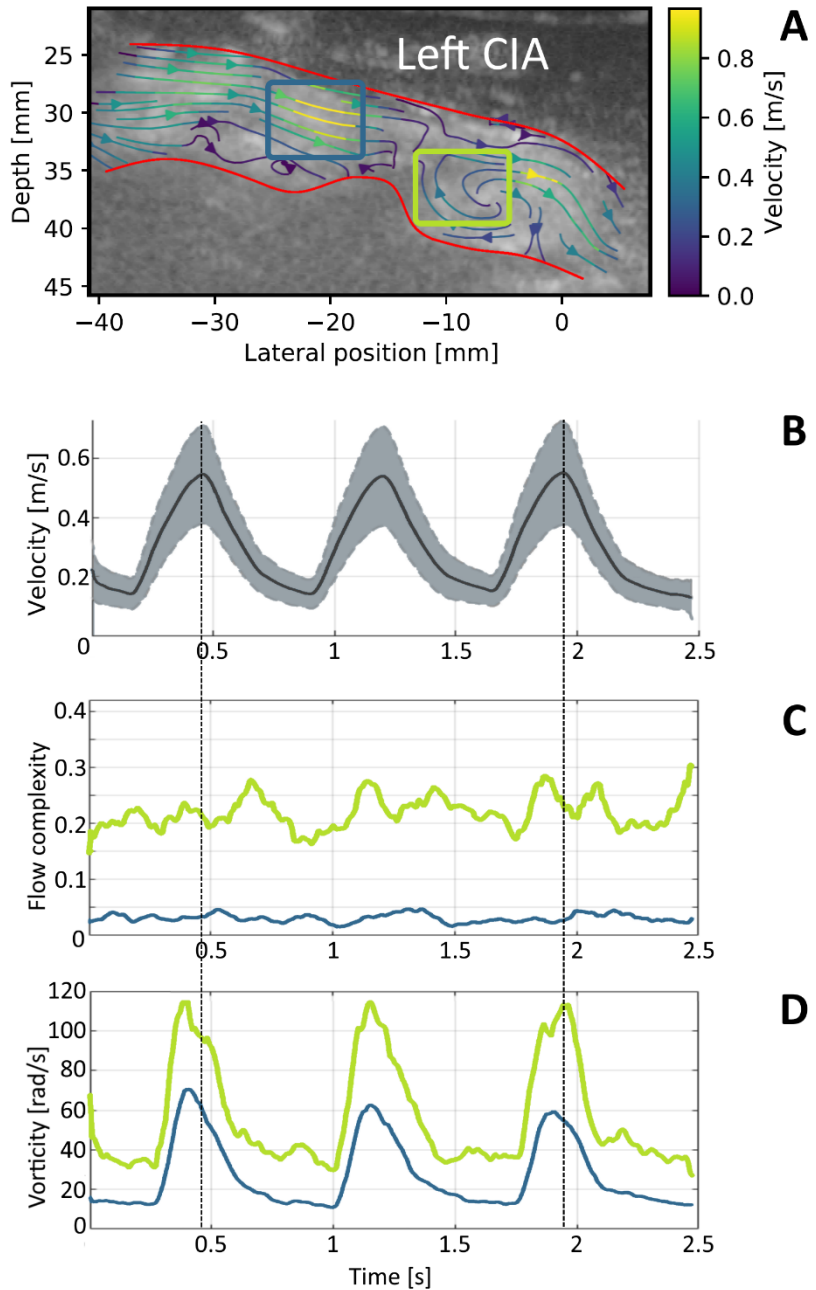 A
Left CIA
25
30
35
40
45
Depth [mm]
−40 −30 −20 −10 0
Lateral position [mm]
0.8
0.6
0.4
0.2
0.0
Velocity [m/s]
B
0.6
0.4
0.2
0
Velocity [m/s]
0.5 1 1.5 2 2.5
C
0.4
0.3
0.2
0.1
0
Flow complexity
0.5 1 1.5 2 2.5
D
120
100
80
60
40
20
0
Vorticity [rad/s]
0.5 1 1.5 2 2.5
Time [s]